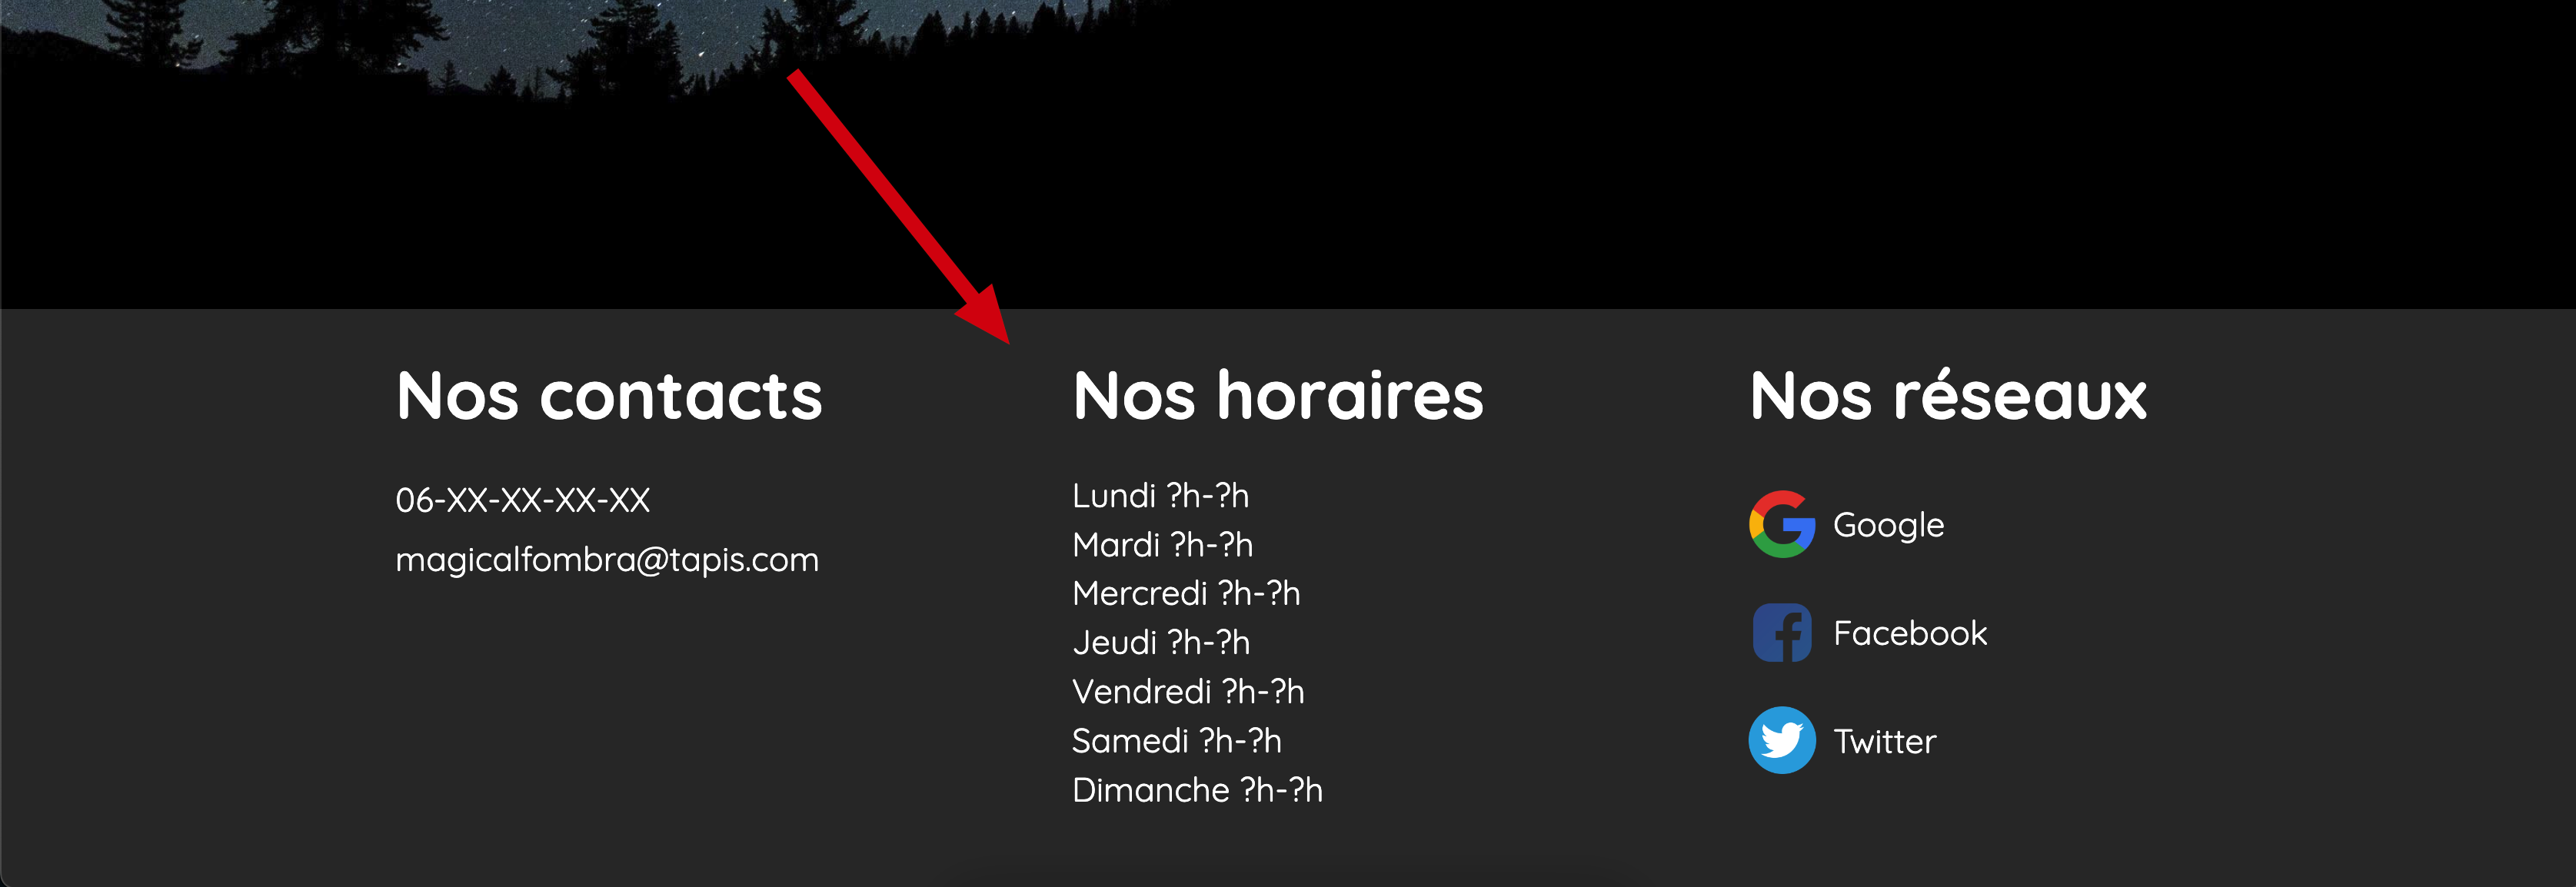 Nos contacts
06-XX-XX-XX-XX
magicalfombra@tapis.com
Nos horaires
Lundi ?h-?h
Mardi ?h-?h
Mercredi ?h-?h
Jeudi ?h-?h
Vendredi ?h-?h
Samedi ?h-?h
Dimanche ?h-?h
Nos réseaux
Google
Facebook
Twitter